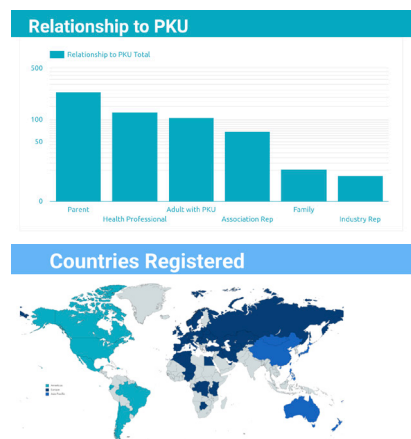 Relationship to PKU
Relationship to PKU Total
500
100
50
0
Parent
Health Professional
Adult with PKU
Association Rep
Family
Industry Rep
Countries Registered